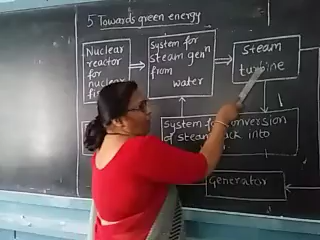 5 Towards green energy
Nuclear
reactor
for
nuclear
System for
steam genⁿ
from
water
Steam
turbine
System for conversion
of steam back into
Generator